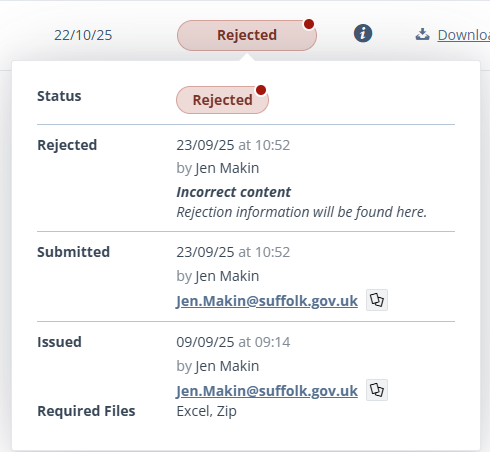 22/10/25 Rejected Downloa
Status Rejected
Rejected 23/09/25 at 10:52
by Jen Makin
Incorrect content
Rejection information will be found here.
Submitted 23/09/25 at 10:52
by Jen Makin
Jen.Makin@suffolk.gov.uk
Issued 09/09/25 at 09:14
by Jen Makin
Jen.Makin@suffolk.gov.uk
Required Files Excel, Zip